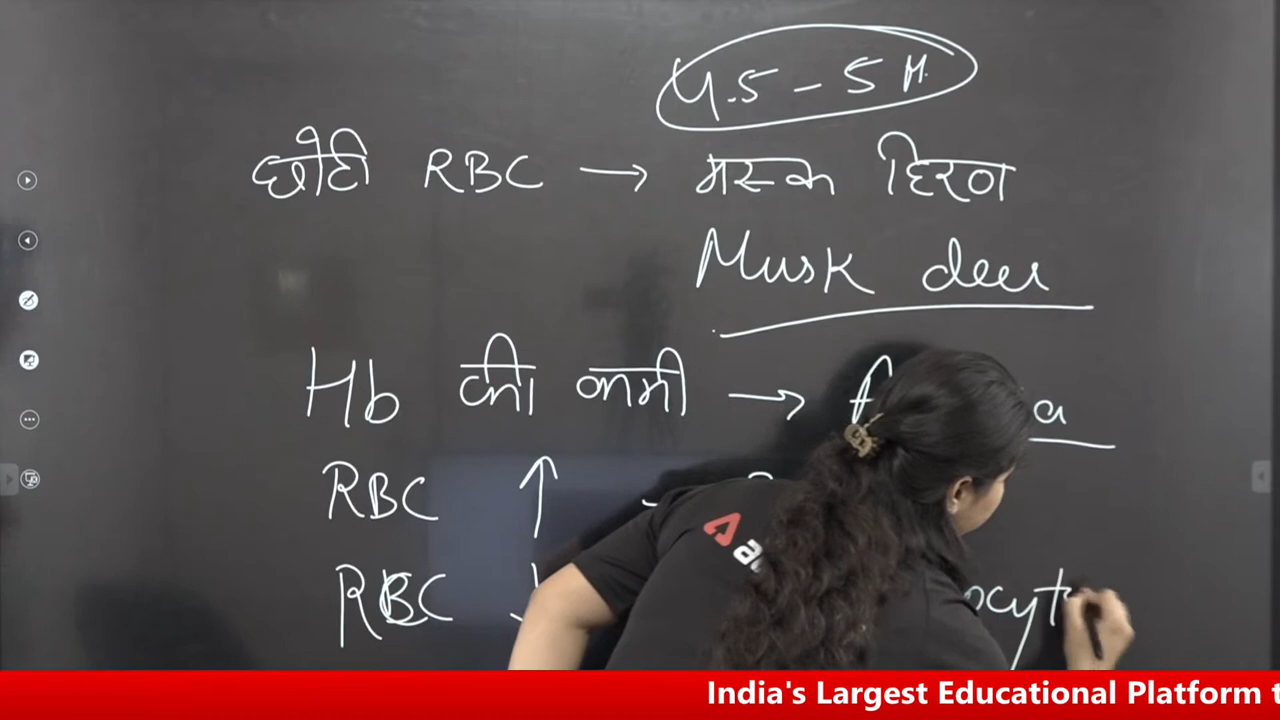 4.5 - 5 M.
छोटी RBC → मस्क हिरण
Musk deer
Hb की कमी →
RBC ↑
RBC
India's Largest Educational Platform t